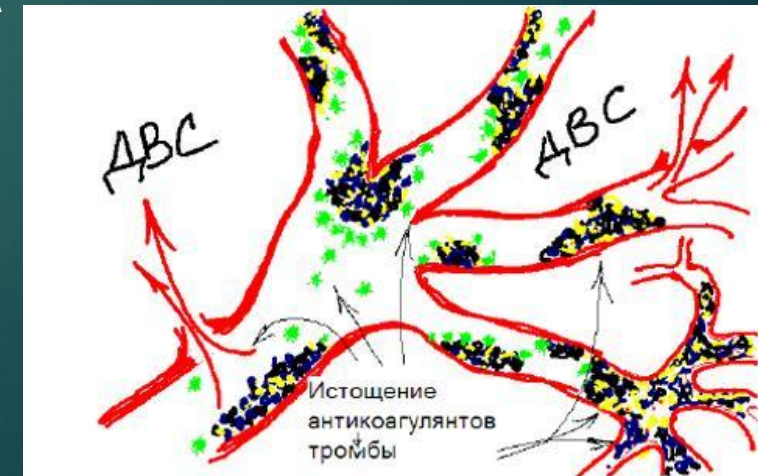 ДВС
ДВС
Истощение
антикоагулянтов
тромбы